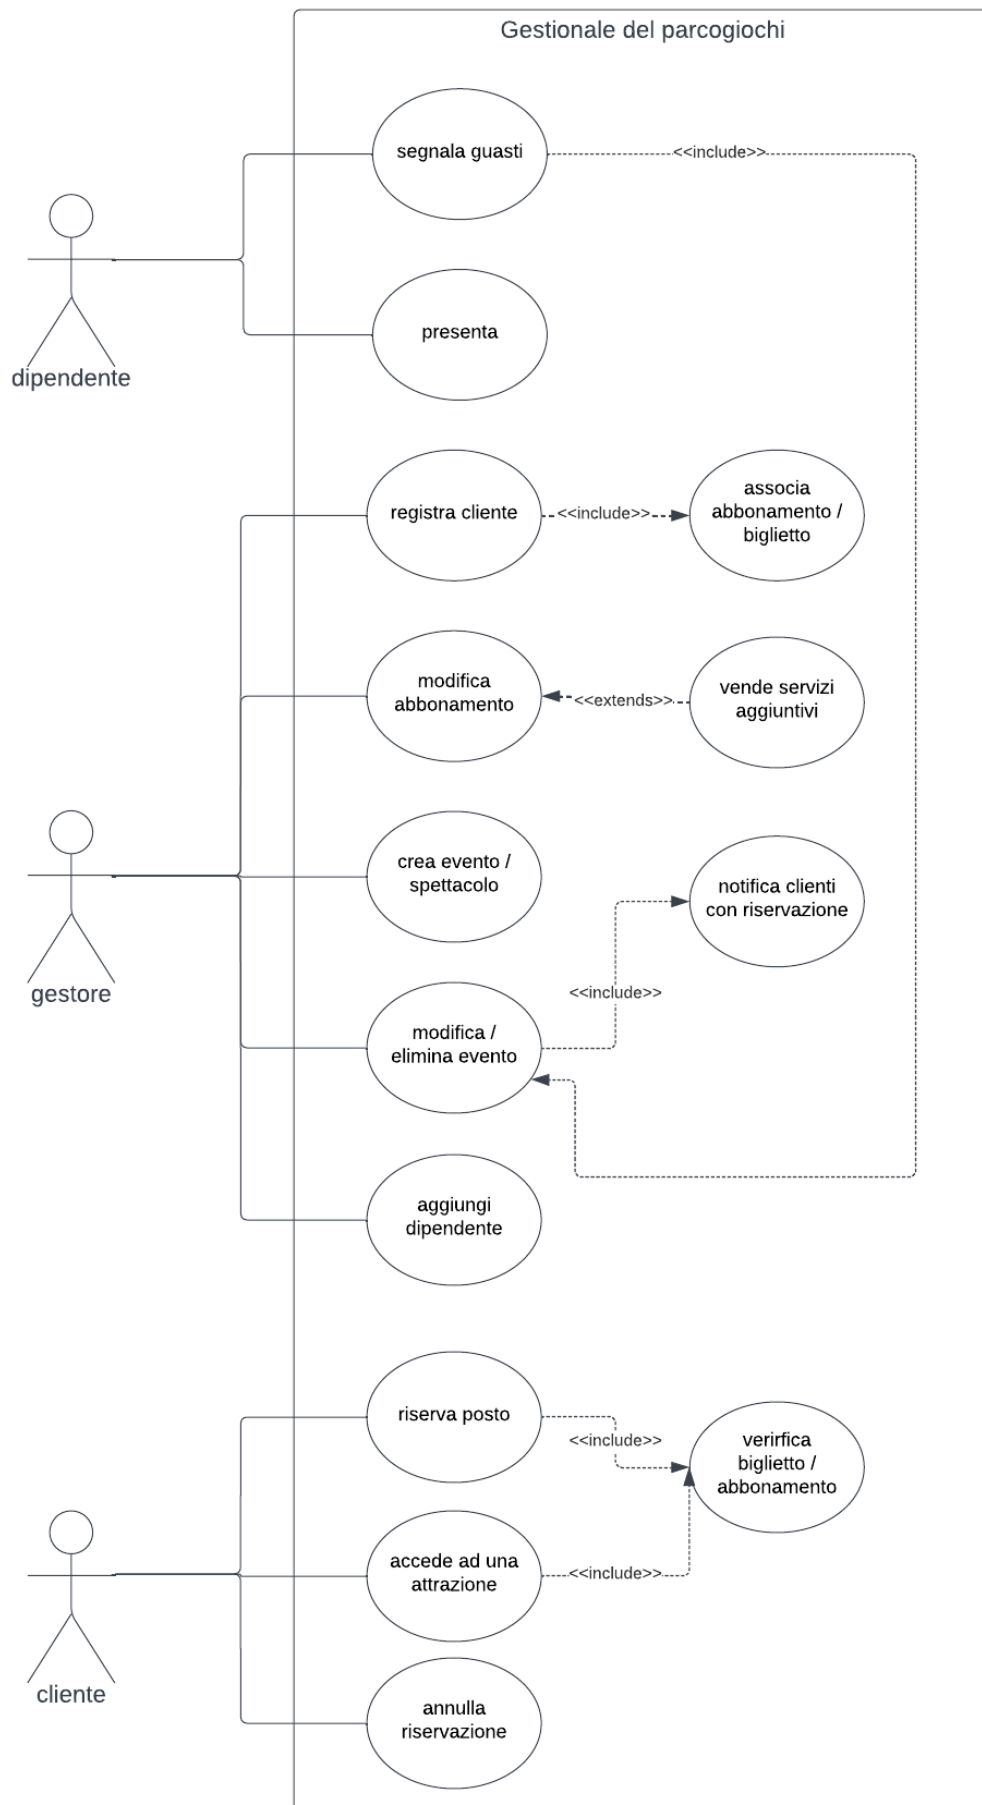 Gestionale del parcogiochi
segnala guasti
<<include>>
dipendente
presenta
registra cliente
<<include>>
associa
abbonamento /
biglietto
modifica
abbonamento
<<extends>>
vende servizi
aggiuntivi
crea evento /
spettacolo
notifica clienti
con riservazione
gestore
<<include>>
modifica /
elimina evento
aggiungi
dipendente
riserva posto
<<include>>
verirfica
biglietto /
abbonamento
accede ad una
attrazione
<<include>>
cliente
annulla
riservazione